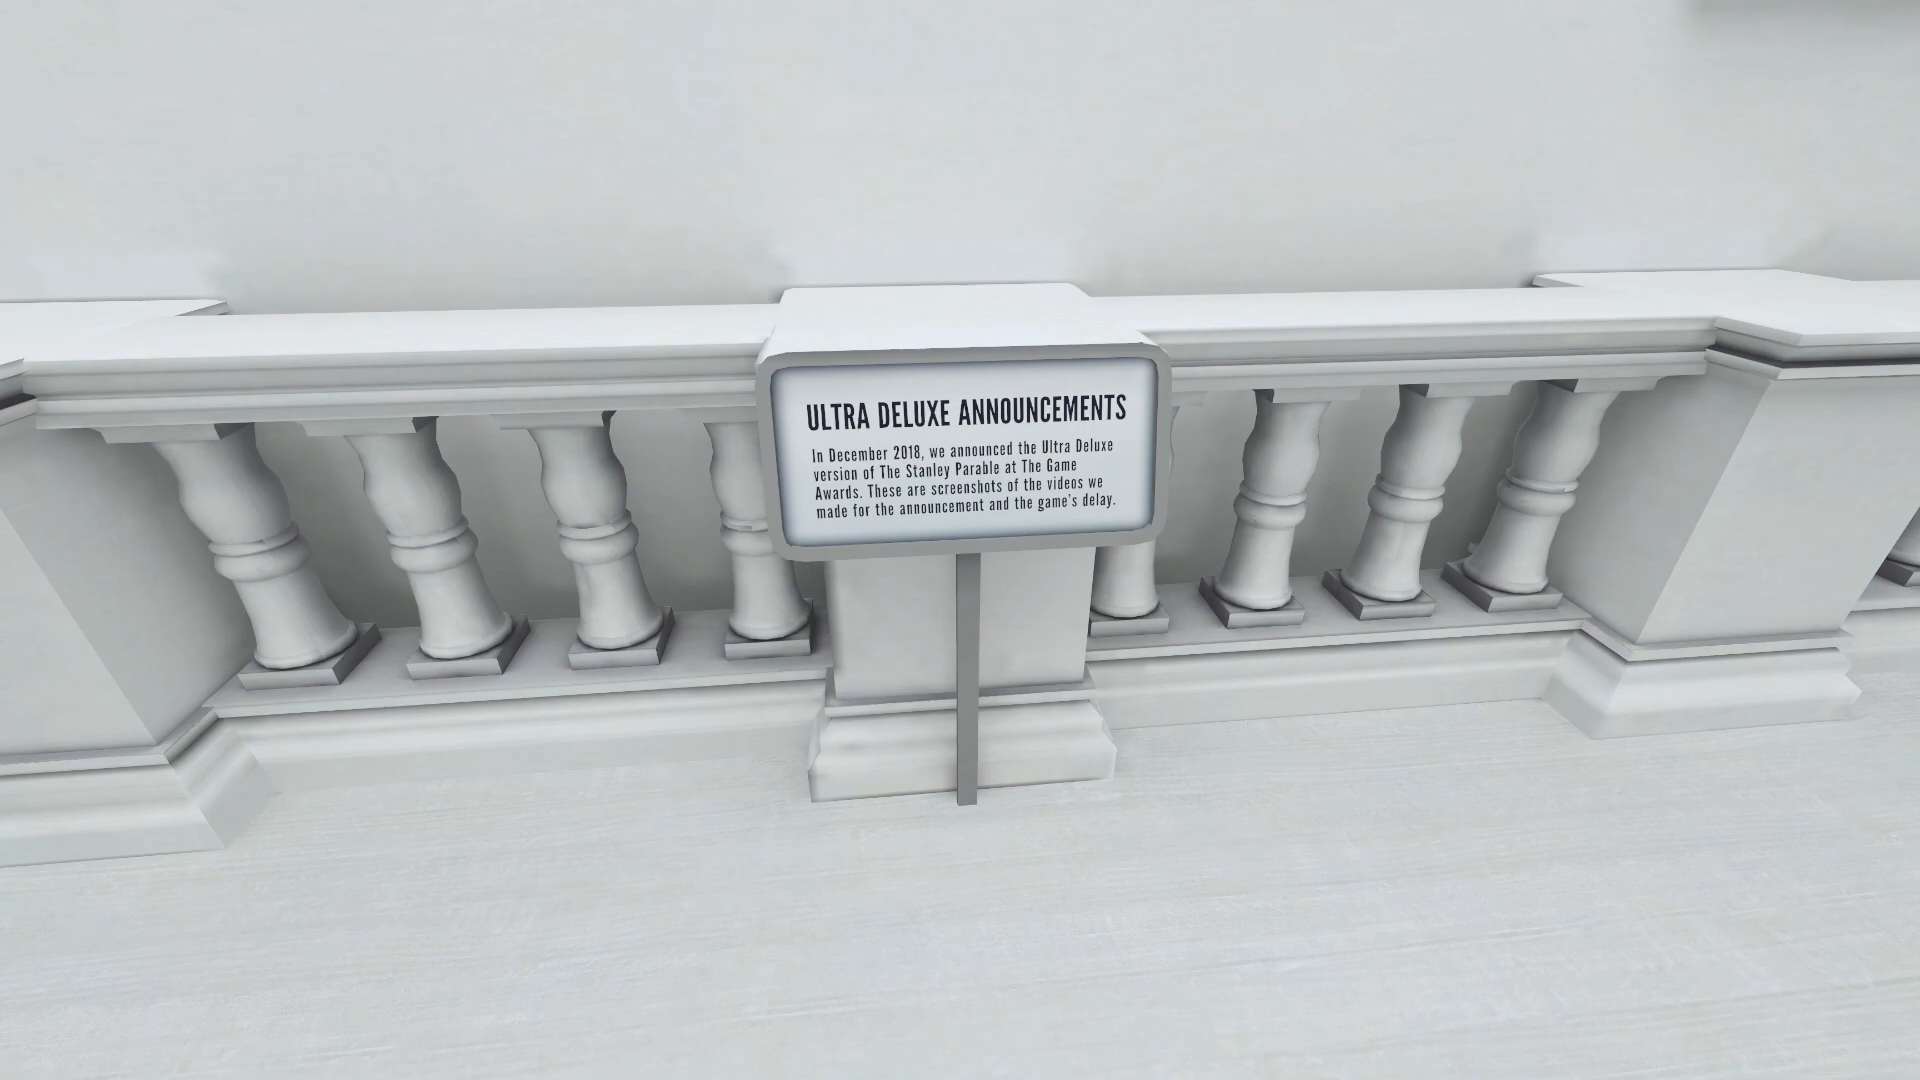 ULTRA DELUXE ANNOUNCEMENTS
In December 2018, we announced the Ultra Deluxe
version of The Stanley Parable at The Game
Awards. These are screenshots of the videos we
made for the announcement and the game's delay.